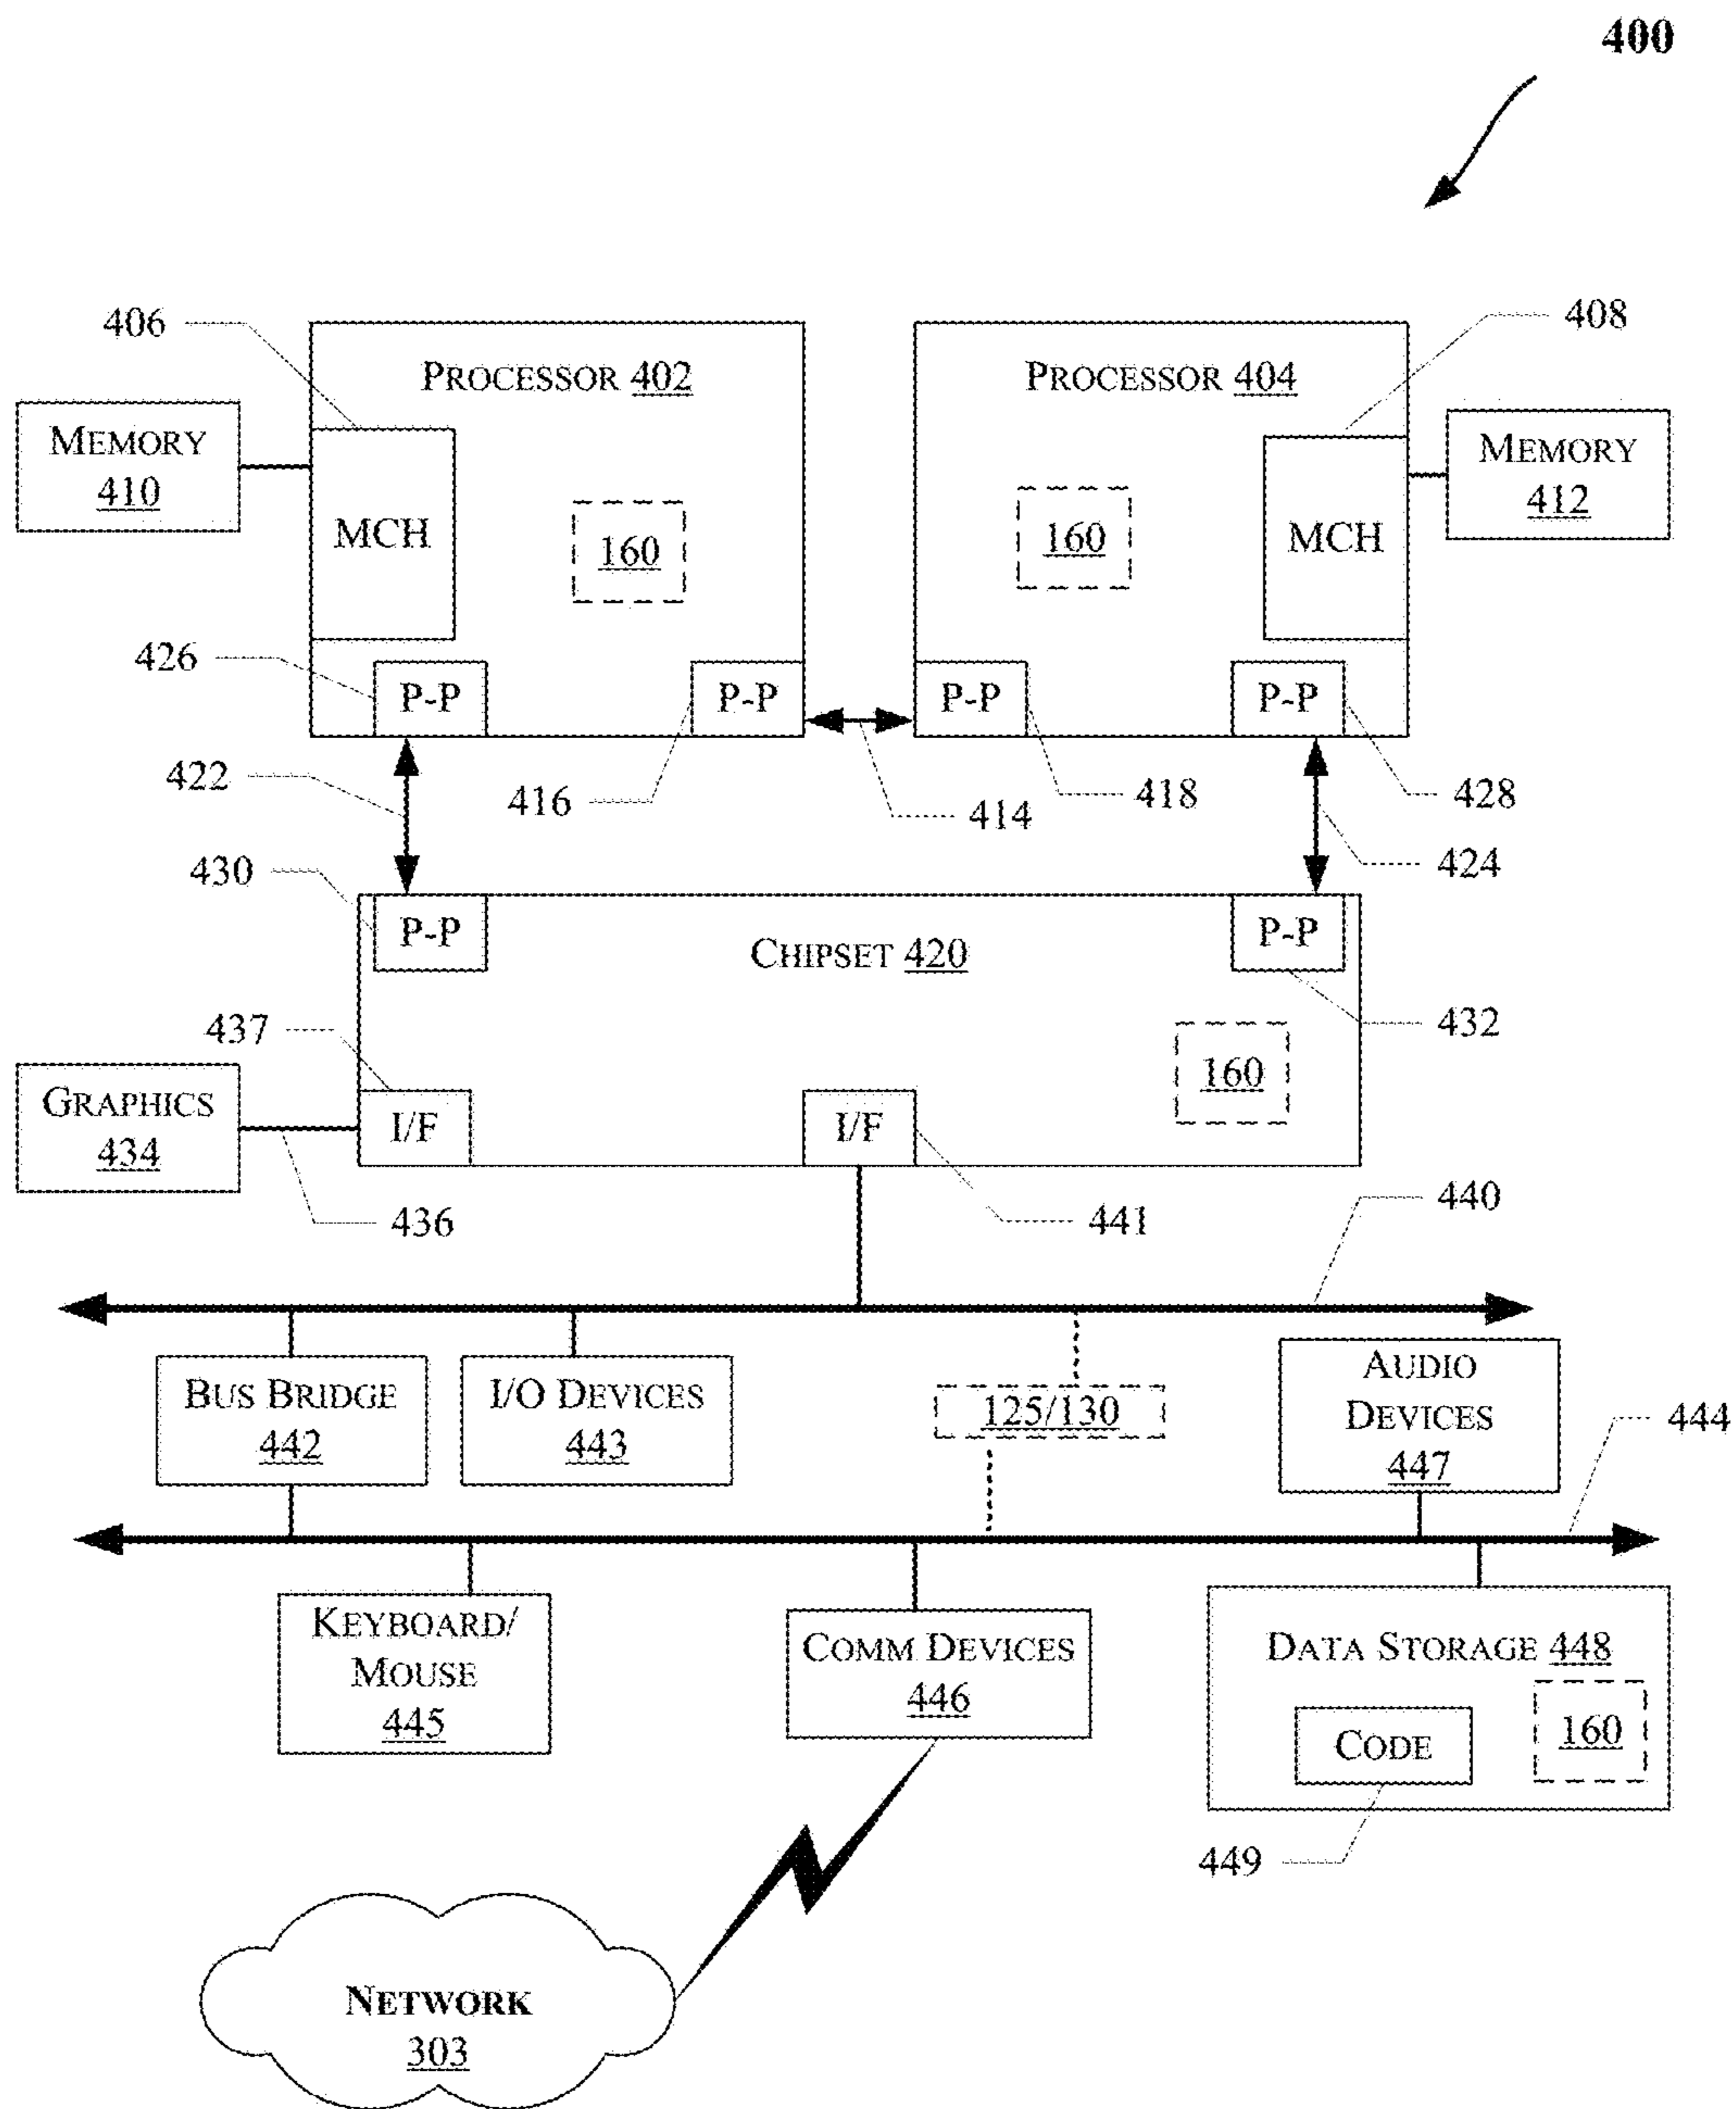 400
406
408
PROCESSOR 402
PROCESSOR 404
MEMORY
410
MEMORY
412
MCH
160
160
MCH
426
P-P
P-P
P-P
P-P
422
416
414
418
428
430
424
P-P
CHIPSET 420
P-P
437
432
160
GRAPHICS
434
I/F
I/F
436
441
440
BUS BRIDGE
442
I/O DEVICES
443
125/130
AUDIO
DEVICES
447
444
KEYBOARD/
MOUSE
445
COMM DEVICES
446
DATA STORAGE 448
160
CODE
449
NETWORK
303